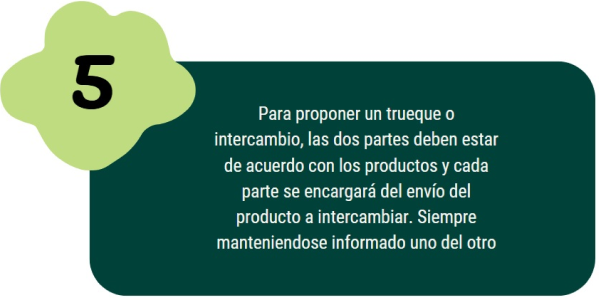 5
Para proponer un trueque o
intercambio, las dos partes deben estar
de acuerdo con los productos y cada
parte se encargará del envío del
producto a intercambiar. Siempre
manteniendose informado uno del otro